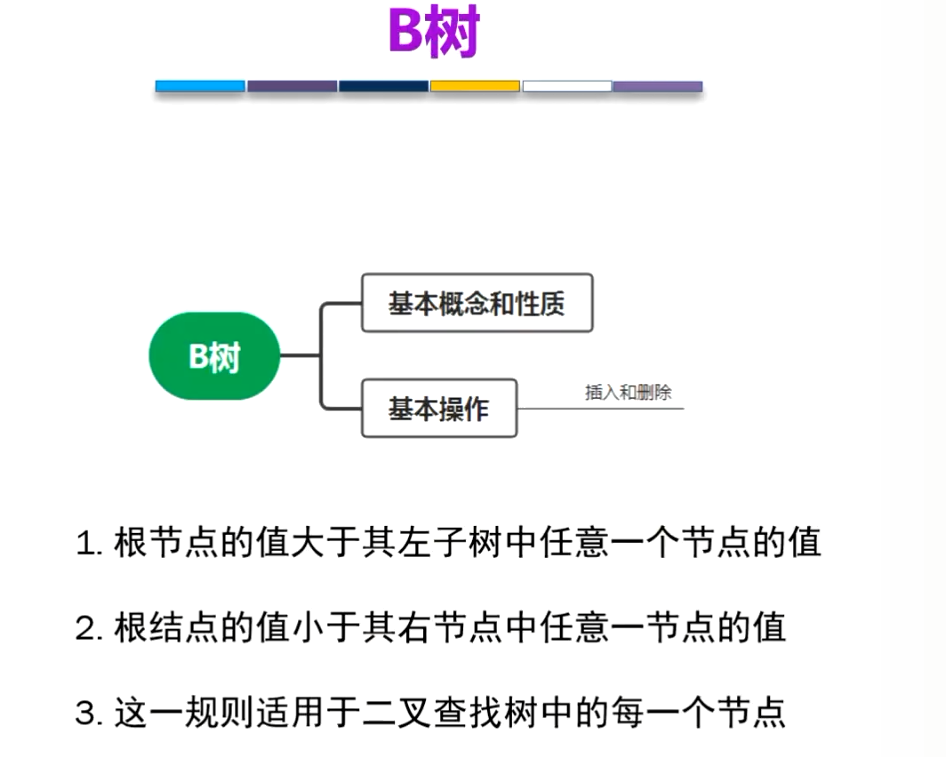 B树
B树
基本概念和性质
基本操作
插入和删除
1. 根节点的值大于其左子树中任意一个节点的值
2. 根结点的值小于其右节点中任意一节点的值
3. 这一规则适用于二叉查找树中的每一个节点